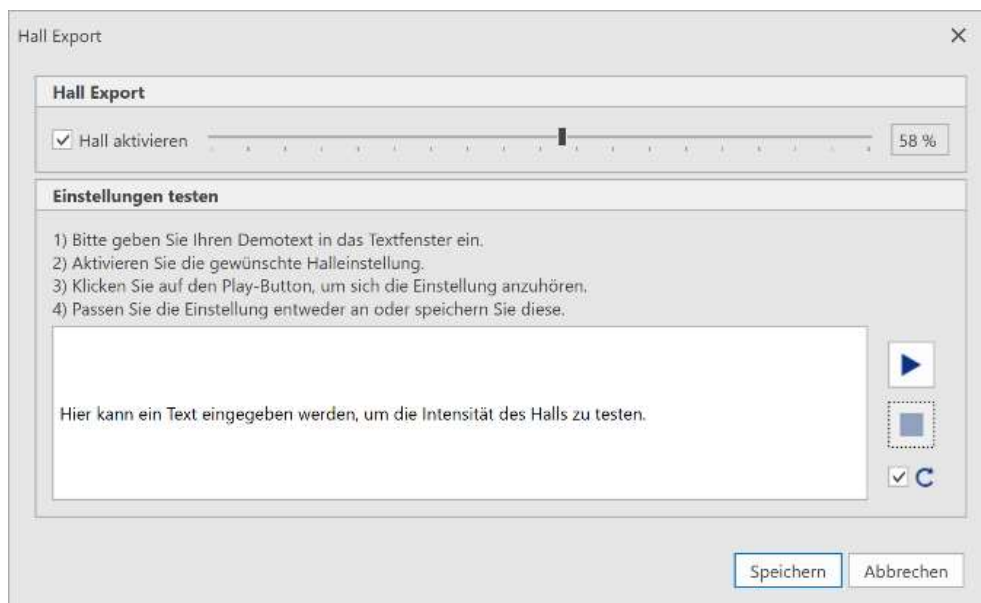 Hall Export
Hall Export
Hall aktivieren
58 %
Einstellungen testen
1) Bitte geben Sie Ihren Demotext in das Textfenster ein.
2) Aktivieren Sie die gewünschte Halleinstellung.
3) Klicken Sie auf den Play-Button, um sich die Einstellung anzuhören.
4) Passen Sie die Einstellung entweder an oder speichern Sie diese.
Hier kann ein Text eingegeben werden, um die Intensität des Halls zu testen.
Speichern
Abbrechen